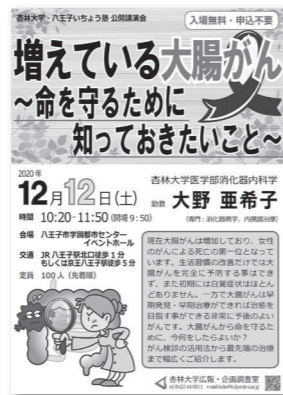 杏林大学・八王子いちょう塾 公開講演会
入場無料・申込不要
増えている大腸がん
～命を守るために
知っておきたいこと～
2020年
12月12日（土）
時間 10:20-11:50（開場9:50）
杏林大学医学部消化器内科学
助教 大野 亜希子
（専門：消化器病学、内視鏡治療）
会場 八王子市学園都市センター
イベントホール
交通 JR八王子駅北口徒歩1分
もしくは京王八王子駅徒歩5分
定員 100人（先着順）
現在大腸がんは増加しており、女性
のがんによる死亡の第一位となって
います。生活習慣の改善だけでは大
腸がんを完全に予防する事はでき
ず、また初期には自覚症状はほとん
どありません。一方で大腸がんは早
期発見・早期治療ができれば治癒を
目指す事ができる非常に予後のよい
がんです。大腸がんから命を守るた
めに、今何をしたらよいか？
がん検診の活用法から最先端の治療
まで幅広くご紹介します。
杏林大学広報・企画調査室